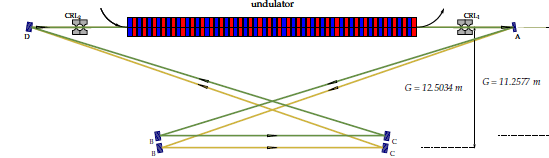 undulator
CRL₂ CRL₁
D A
G = 12.5034 m G = 11.2577 m
B C
B C